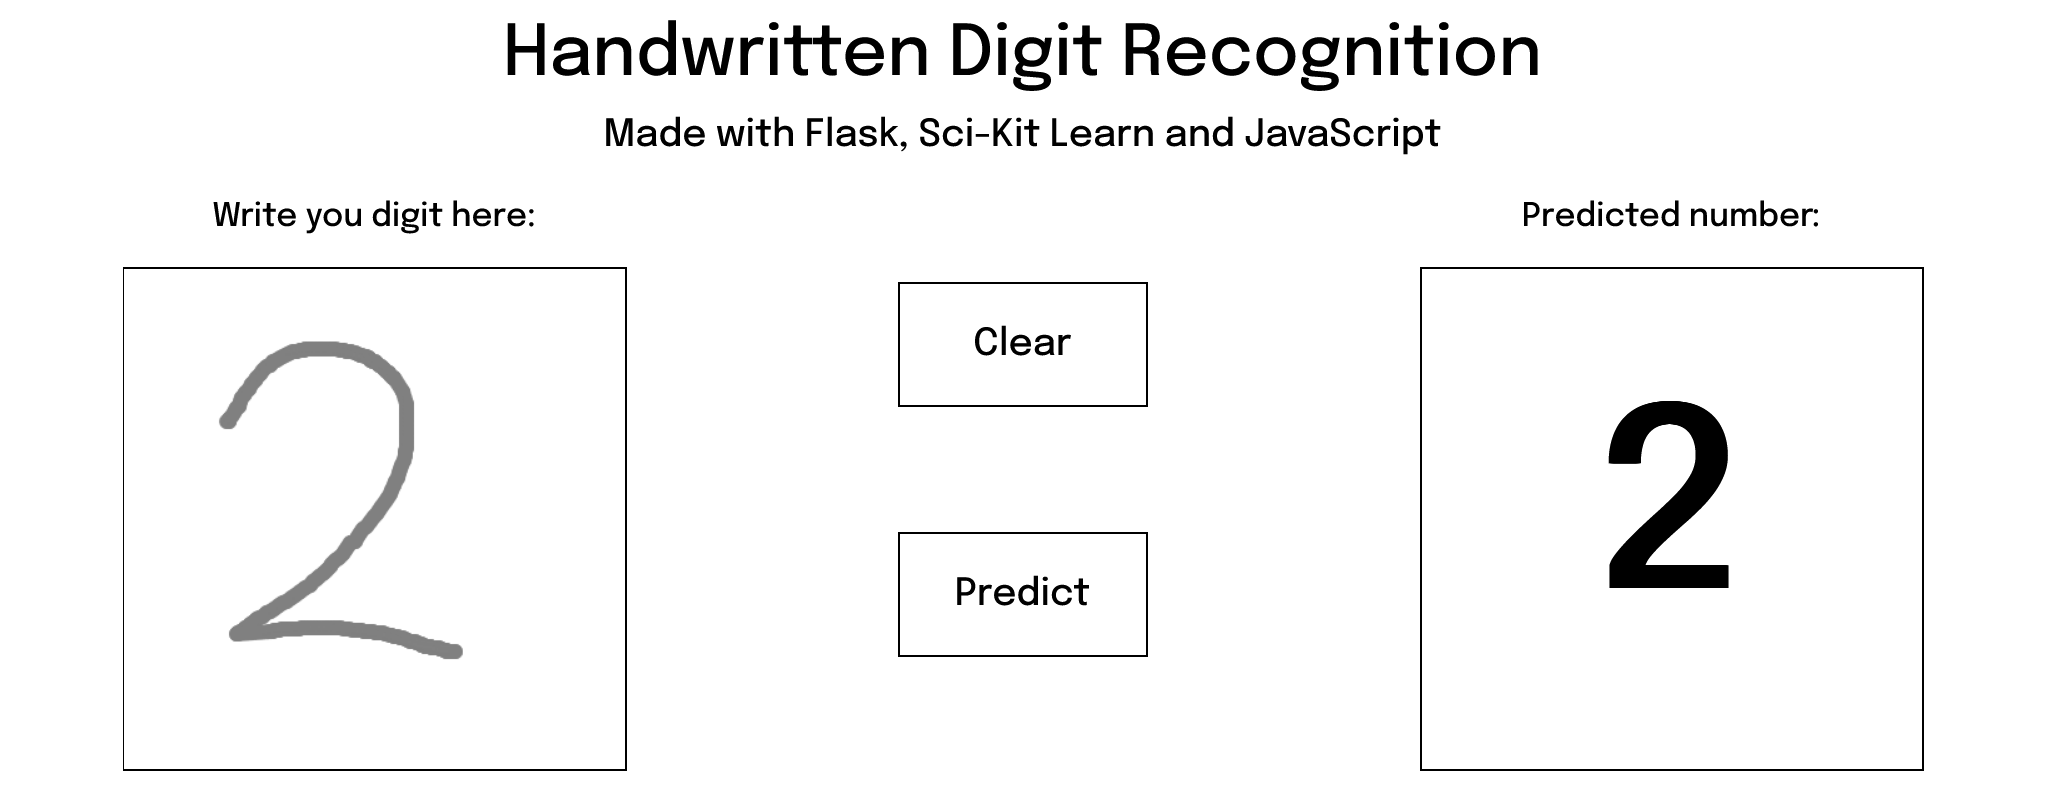 Handwritten Digit Recognition
Made with Flask, Sci-Kit Learn and JavaScript
Write you digit here:
2
Clear
Predict
Predicted number:
2